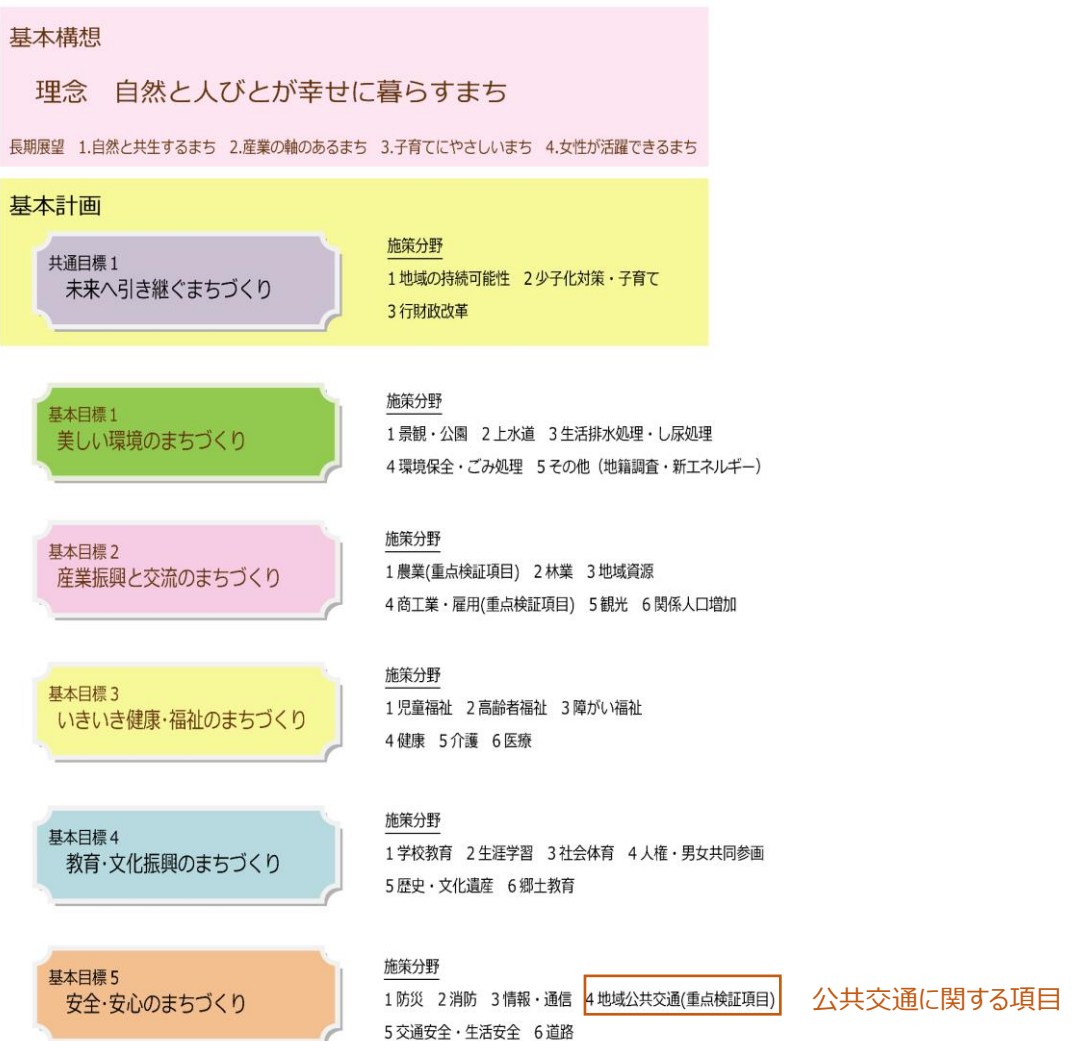 基本構想
理念　自然と人びとが幸せに暮らすまち
長期展望　1.自然と共生するまち　2.産業の軸のあるまち　3.子育てにやさしいまち　4.女性が活躍できるまち
基本計画
共通目標1
未来へ引き継ぐまちづくり
施策分野
1地域の持続可能性　2少子化対策・子育て
3行財政改革
基本目標1
美しい環境のまちづくり
施策分野
1景観・公園　2上水道　3生活排水処理・し尿処理
4環境保全・ごみ処理　5その他（地籍調査・新エネルギー）
基本目標2
産業振興と交流のまちづくり
施策分野
1農業(重点検証項目)　2林業　3地域資源
4商工業・雇用(重点検証項目)　5観光　6関係人口増加
基本目標3
いきいき健康・福祉のまちづくり
施策分野
1児童福祉　2高齢者福祉　3障がい福祉
4健康　5介護　6医療
基本目標4
教育・文化振興のまちづくり
施策分野
1学校教育　2生涯学習　3社会体育　4人権・男女共同参画
5歴史・文化遺産　6郷土教育
基本目標5
安全・安心のまちづくり
施策分野
1防災　2消防　3情報・通信　4地域公共交通(重点検証項目)　公共交通に関する項目
5交通安全・生活安全　6道路